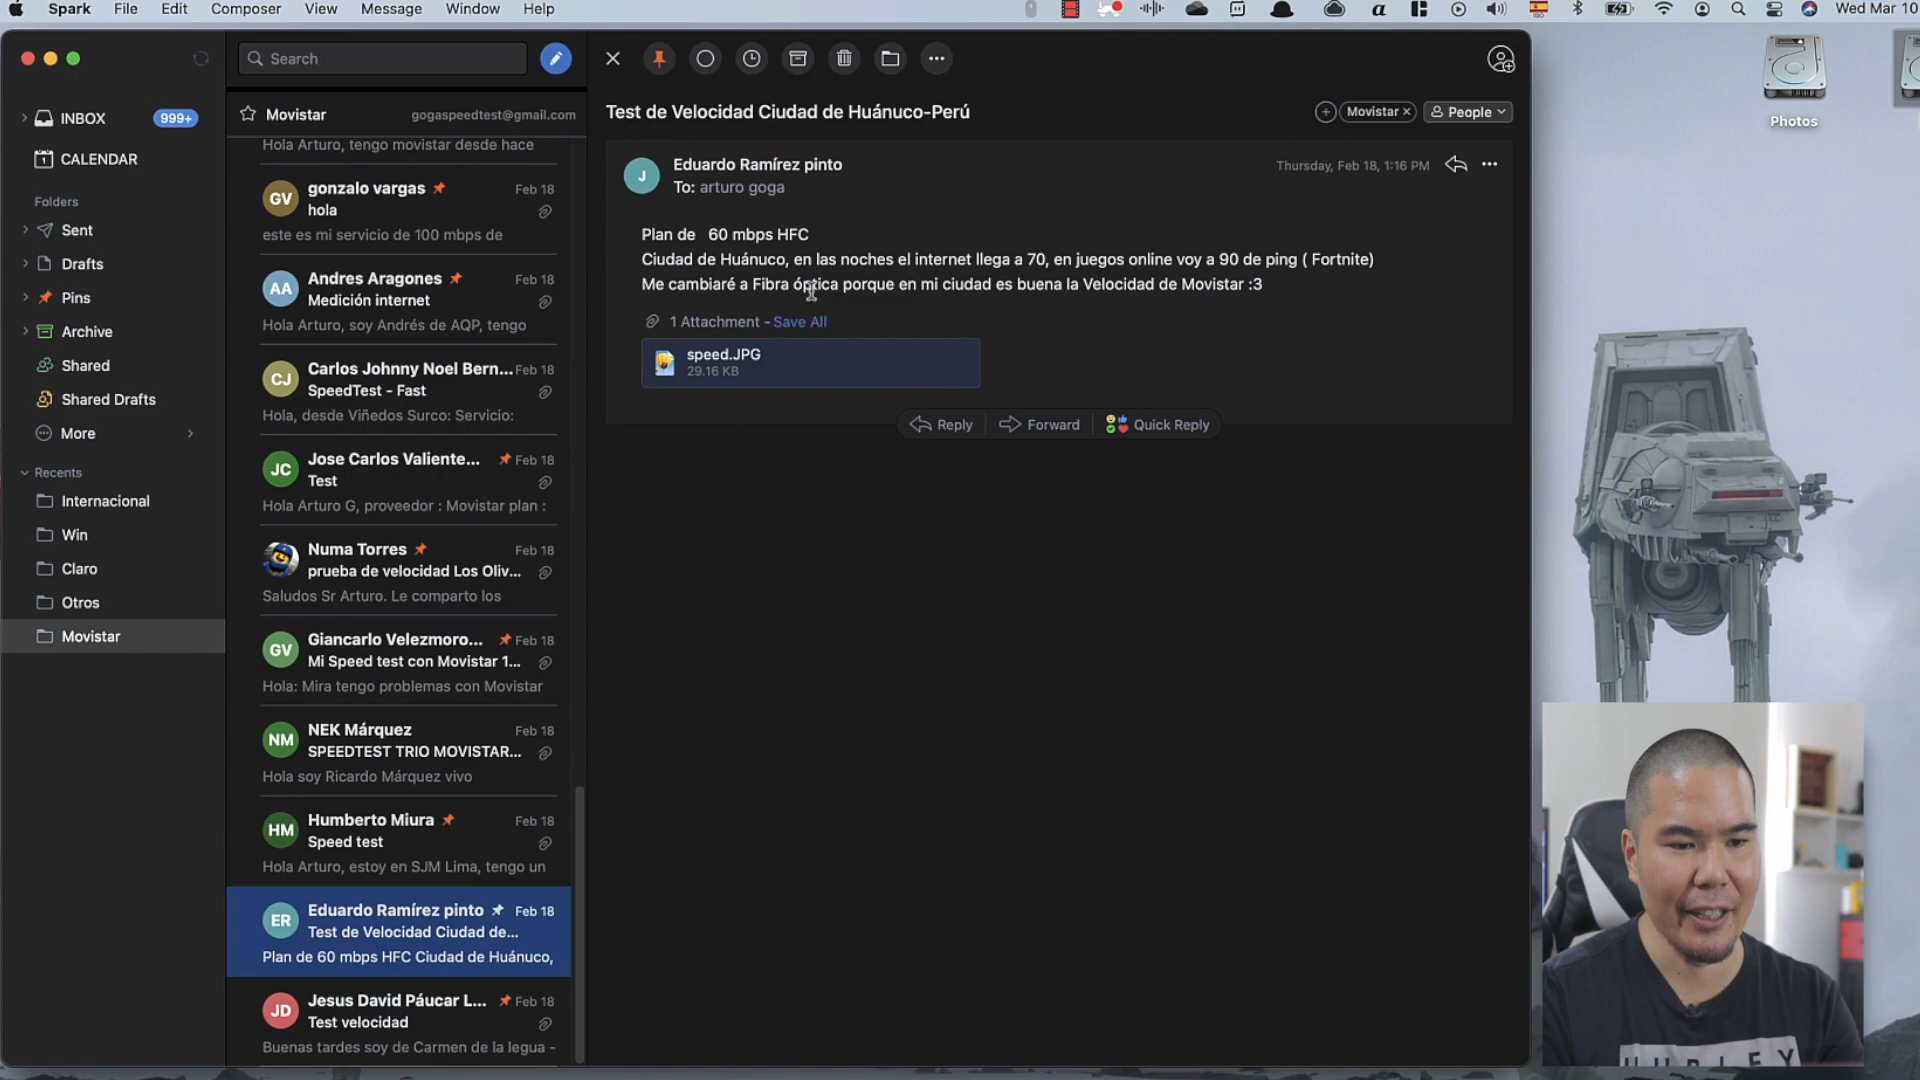 Spark File Edit Composer View Message Window Help
Wed Mar 10
Search
INBOX 999+
CALENDAR
Folders
Sent
Drafts
Pins
Archive
Shared
Shared Drafts
More
Recents
Internacional
Win
Claro
Otros
Movistar
Movistar gogaspeedtest@gmail.com
Hola Arturo, tengo movistar desde hace
GV gonzalo vargas Feb 18
hola
este es mi servicio de 100 mbps de
AA Andres Aragones Feb 18
Medición internet
Hola Arturo, soy Andrés de AQP, tengo
CJ Carlos Johnny Noel Bern... Feb 18
SpeedTest - Fast
Hola, desde Viñedos Surco: Servicio:
JC Jose Carlos Valiente... Feb 18
Test
Hola Arturo G, proveedor : Movistar plan :
Numa Torres Feb 18
prueba de velocidad Los Oliv...
Saludos Sr Arturo. Le comparto los
GV Giancarlo Velezmoro... Feb 18
Mi Speed test con Movistar 1...
Hola: Mira tengo problemas con Movistar
NM NEK Márquez Feb 18
SPEEDTEST TRIO MOVISTAR...
Hola soy Ricardo Márquez vivo
HM Humberto Miura Feb 18
Speed test
Hola Arturo, estoy en SJM Lima, tengo un
ER Eduardo Ramírez pinto Feb 18
Test de Velocidad Ciudad de...
Plan de 60 mbps HFC Ciudad de Huánuco,
JD Jesus David Páucar L... Feb 18
Test velocidad
Buenas tardes soy de Carmen de la legua -
Test de Velocidad Ciudad de Huánuco-Perú
Movistar × People
J Eduardo Ramírez pinto Thursday, Feb 18, 1:16 PM
To: arturo goga
Plan de 60 mbps HFC
Ciudad de Huánuco, en las noches el internet llega a 70, en juegos online voy a 90 de ping ( Fortnite)
Me cambiaré a Fibra óptica porque en mi ciudad es buena la Velocidad de Movistar :3
1 Attachment - Save All
speed.JPG
29.16 KB
Reply Forward Quick Reply
Photos
HURLEY